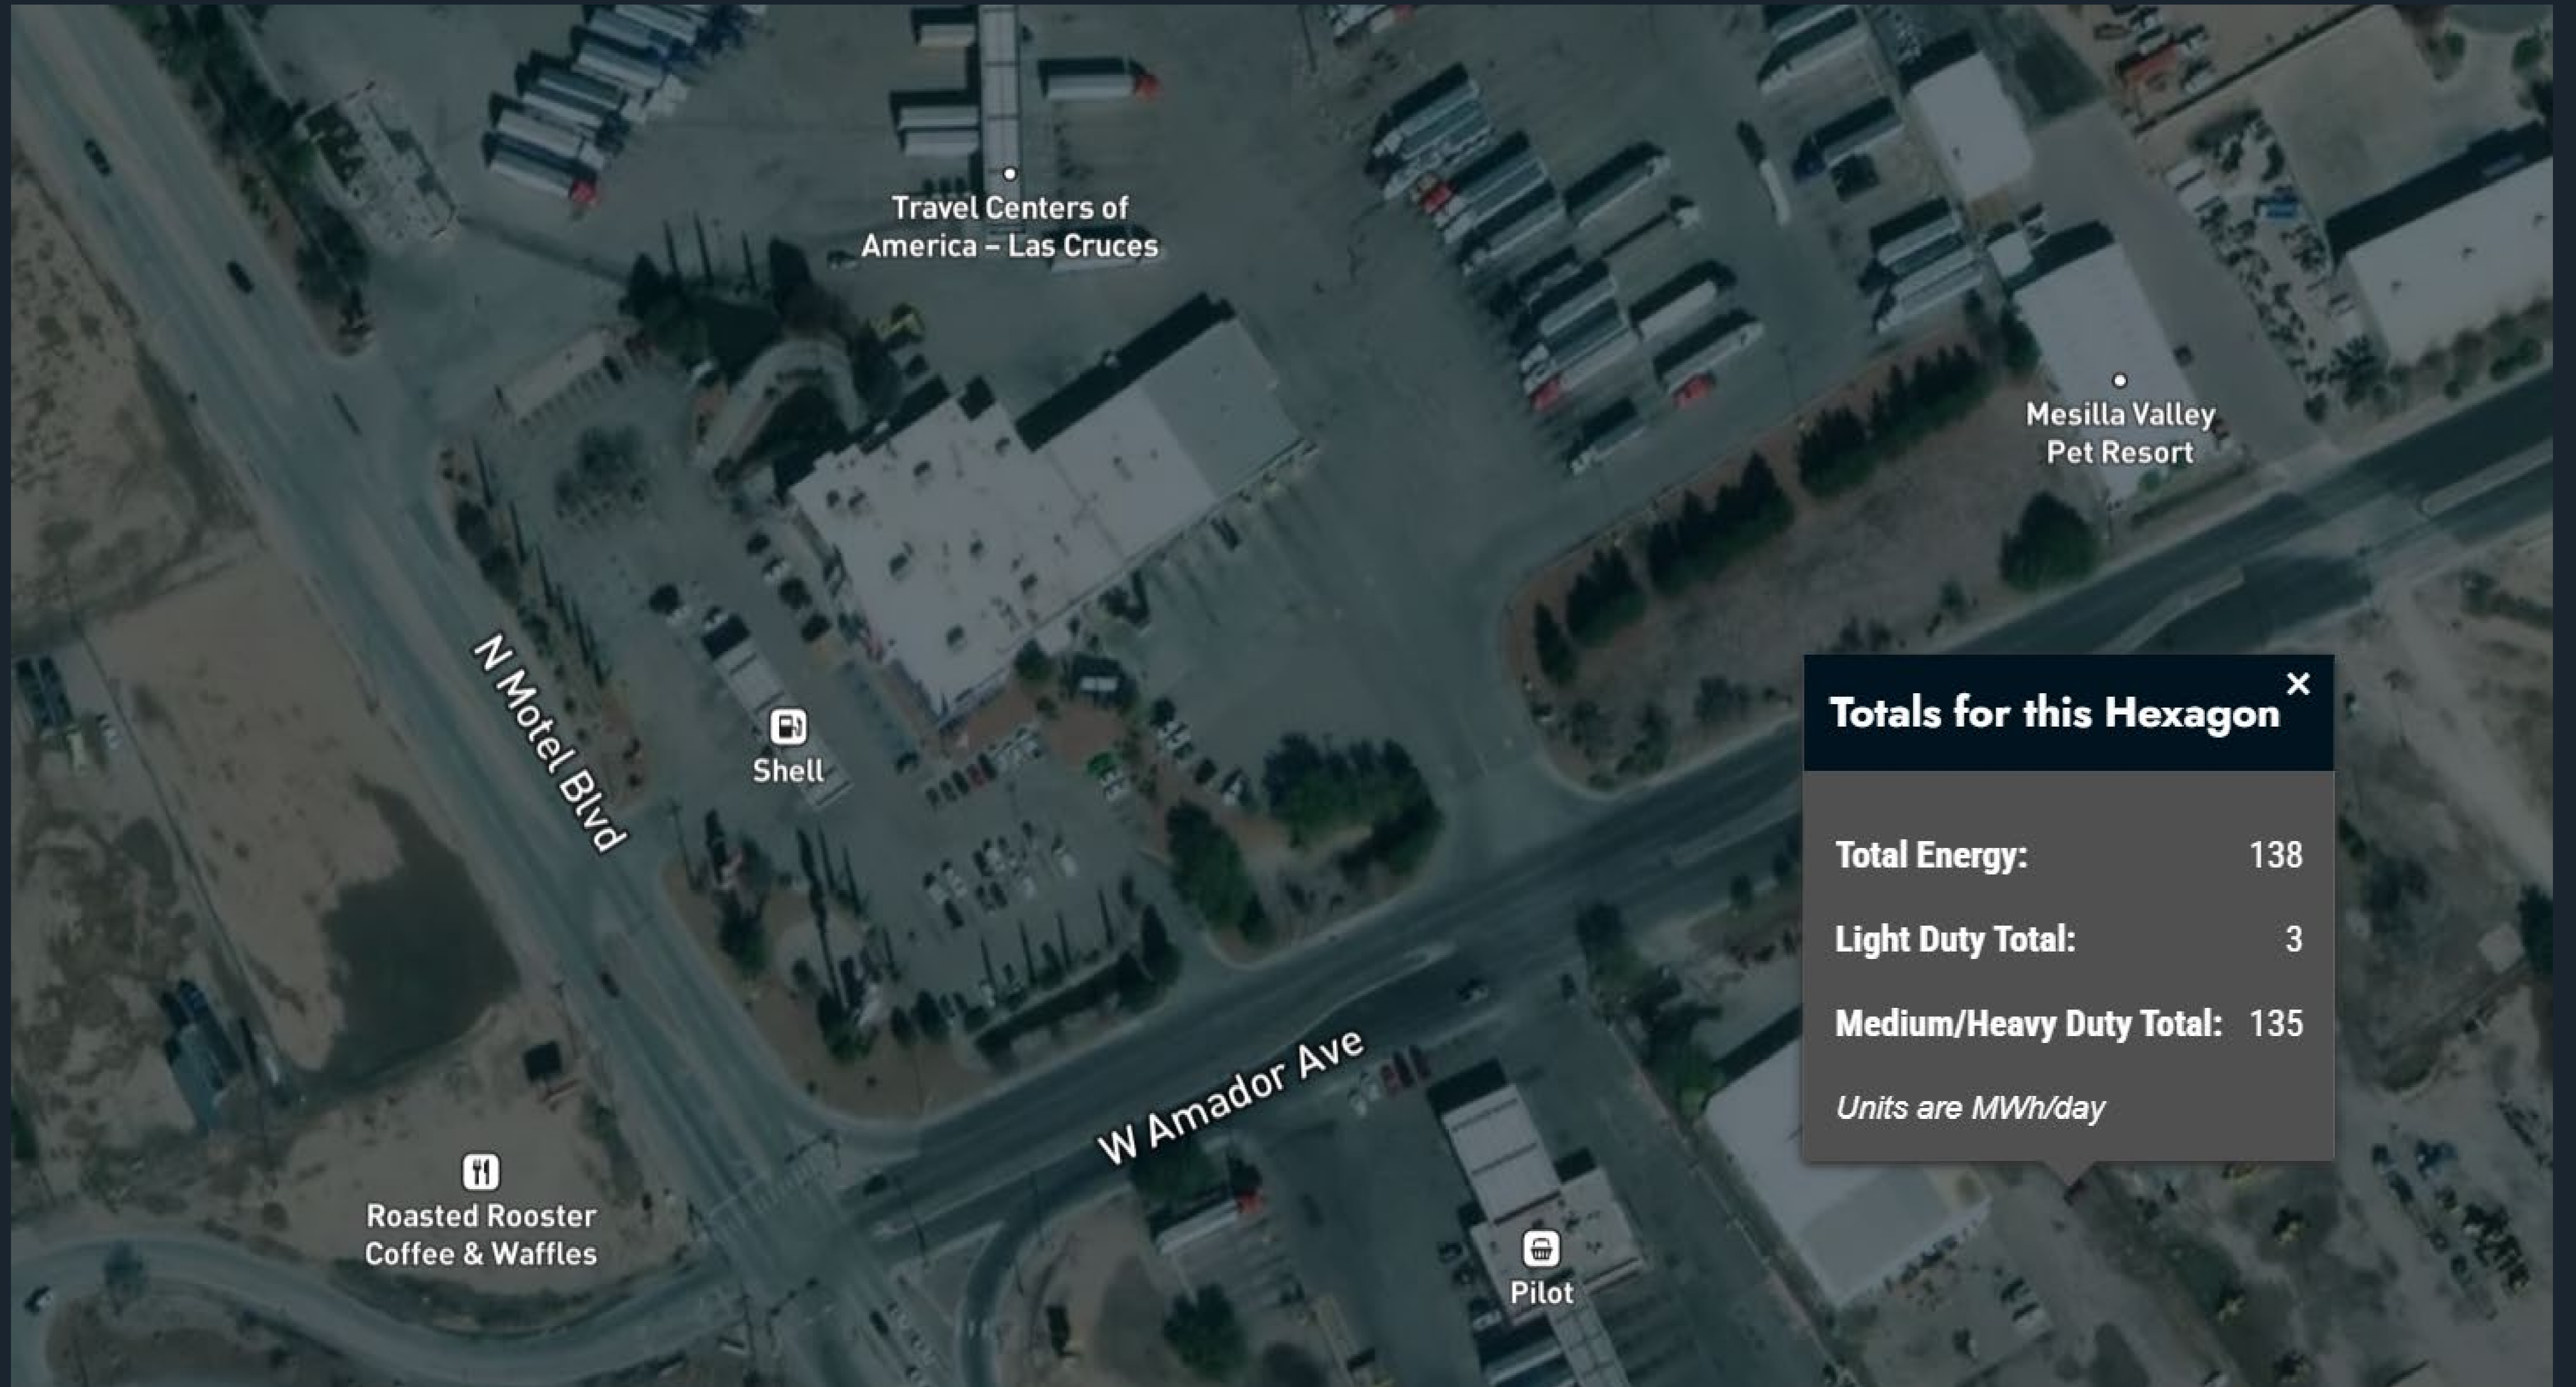 Travel Centers of
America – Las Cruces
Mesilla Valley
Pet Resort
N Motel Blvd
Shell
Totals for this Hexagon ×
Total Energy: 138
Light Duty Total: 3
Medium/Heavy Duty Total: 135
Units are MWh/day
W Amador Ave
Roasted Rooster
Coffee & Waffles
Pilot